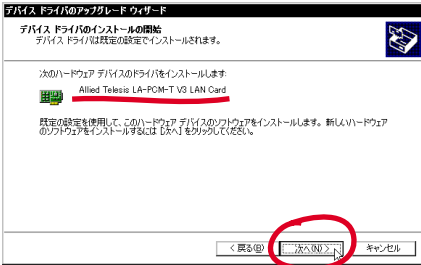 デバイス ドライバのアップグレード ウィザード
デバイス ドライバのインストールの開始
デバイス ドライバは既定の設定でインストールされます。
次のハードウェア デバイスのドライバをインストールします:
Allied Telesis LA-PCM-T V3 LAN Card
既定の設定を使用して、このハードウェア デバイスのソフトウェアをインストールします。新しいハードウェア
のソフトウェアをインストールするには [次へ] をクリックしてください。
< 戻る(B) 次へ(N) > キャンセル